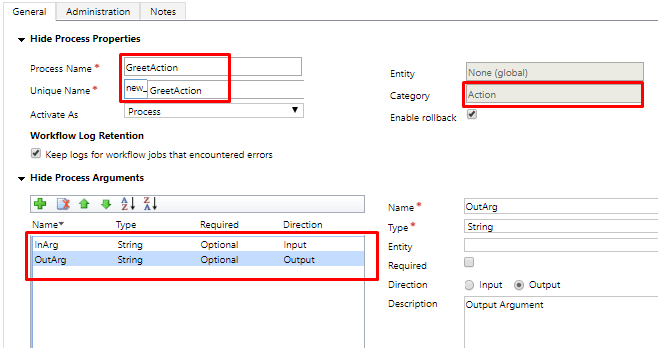 General Administration Notes
Hide Process Properties
Process Name * GreetAction
Unique Name * new_ GreetAction
Activate As Process
Entity None (global)
Category Action
Enable rollback
Workflow Log Retention
Keep logs for workflow jobs that encountered errors
Hide Process Arguments
A Z Z A
Name Type Required Direction
InArg String Optional Input
OutArg String Optional Output
Name * OutArg
Type * String
Entity
Required
Direction Input Output
Description Output Argument